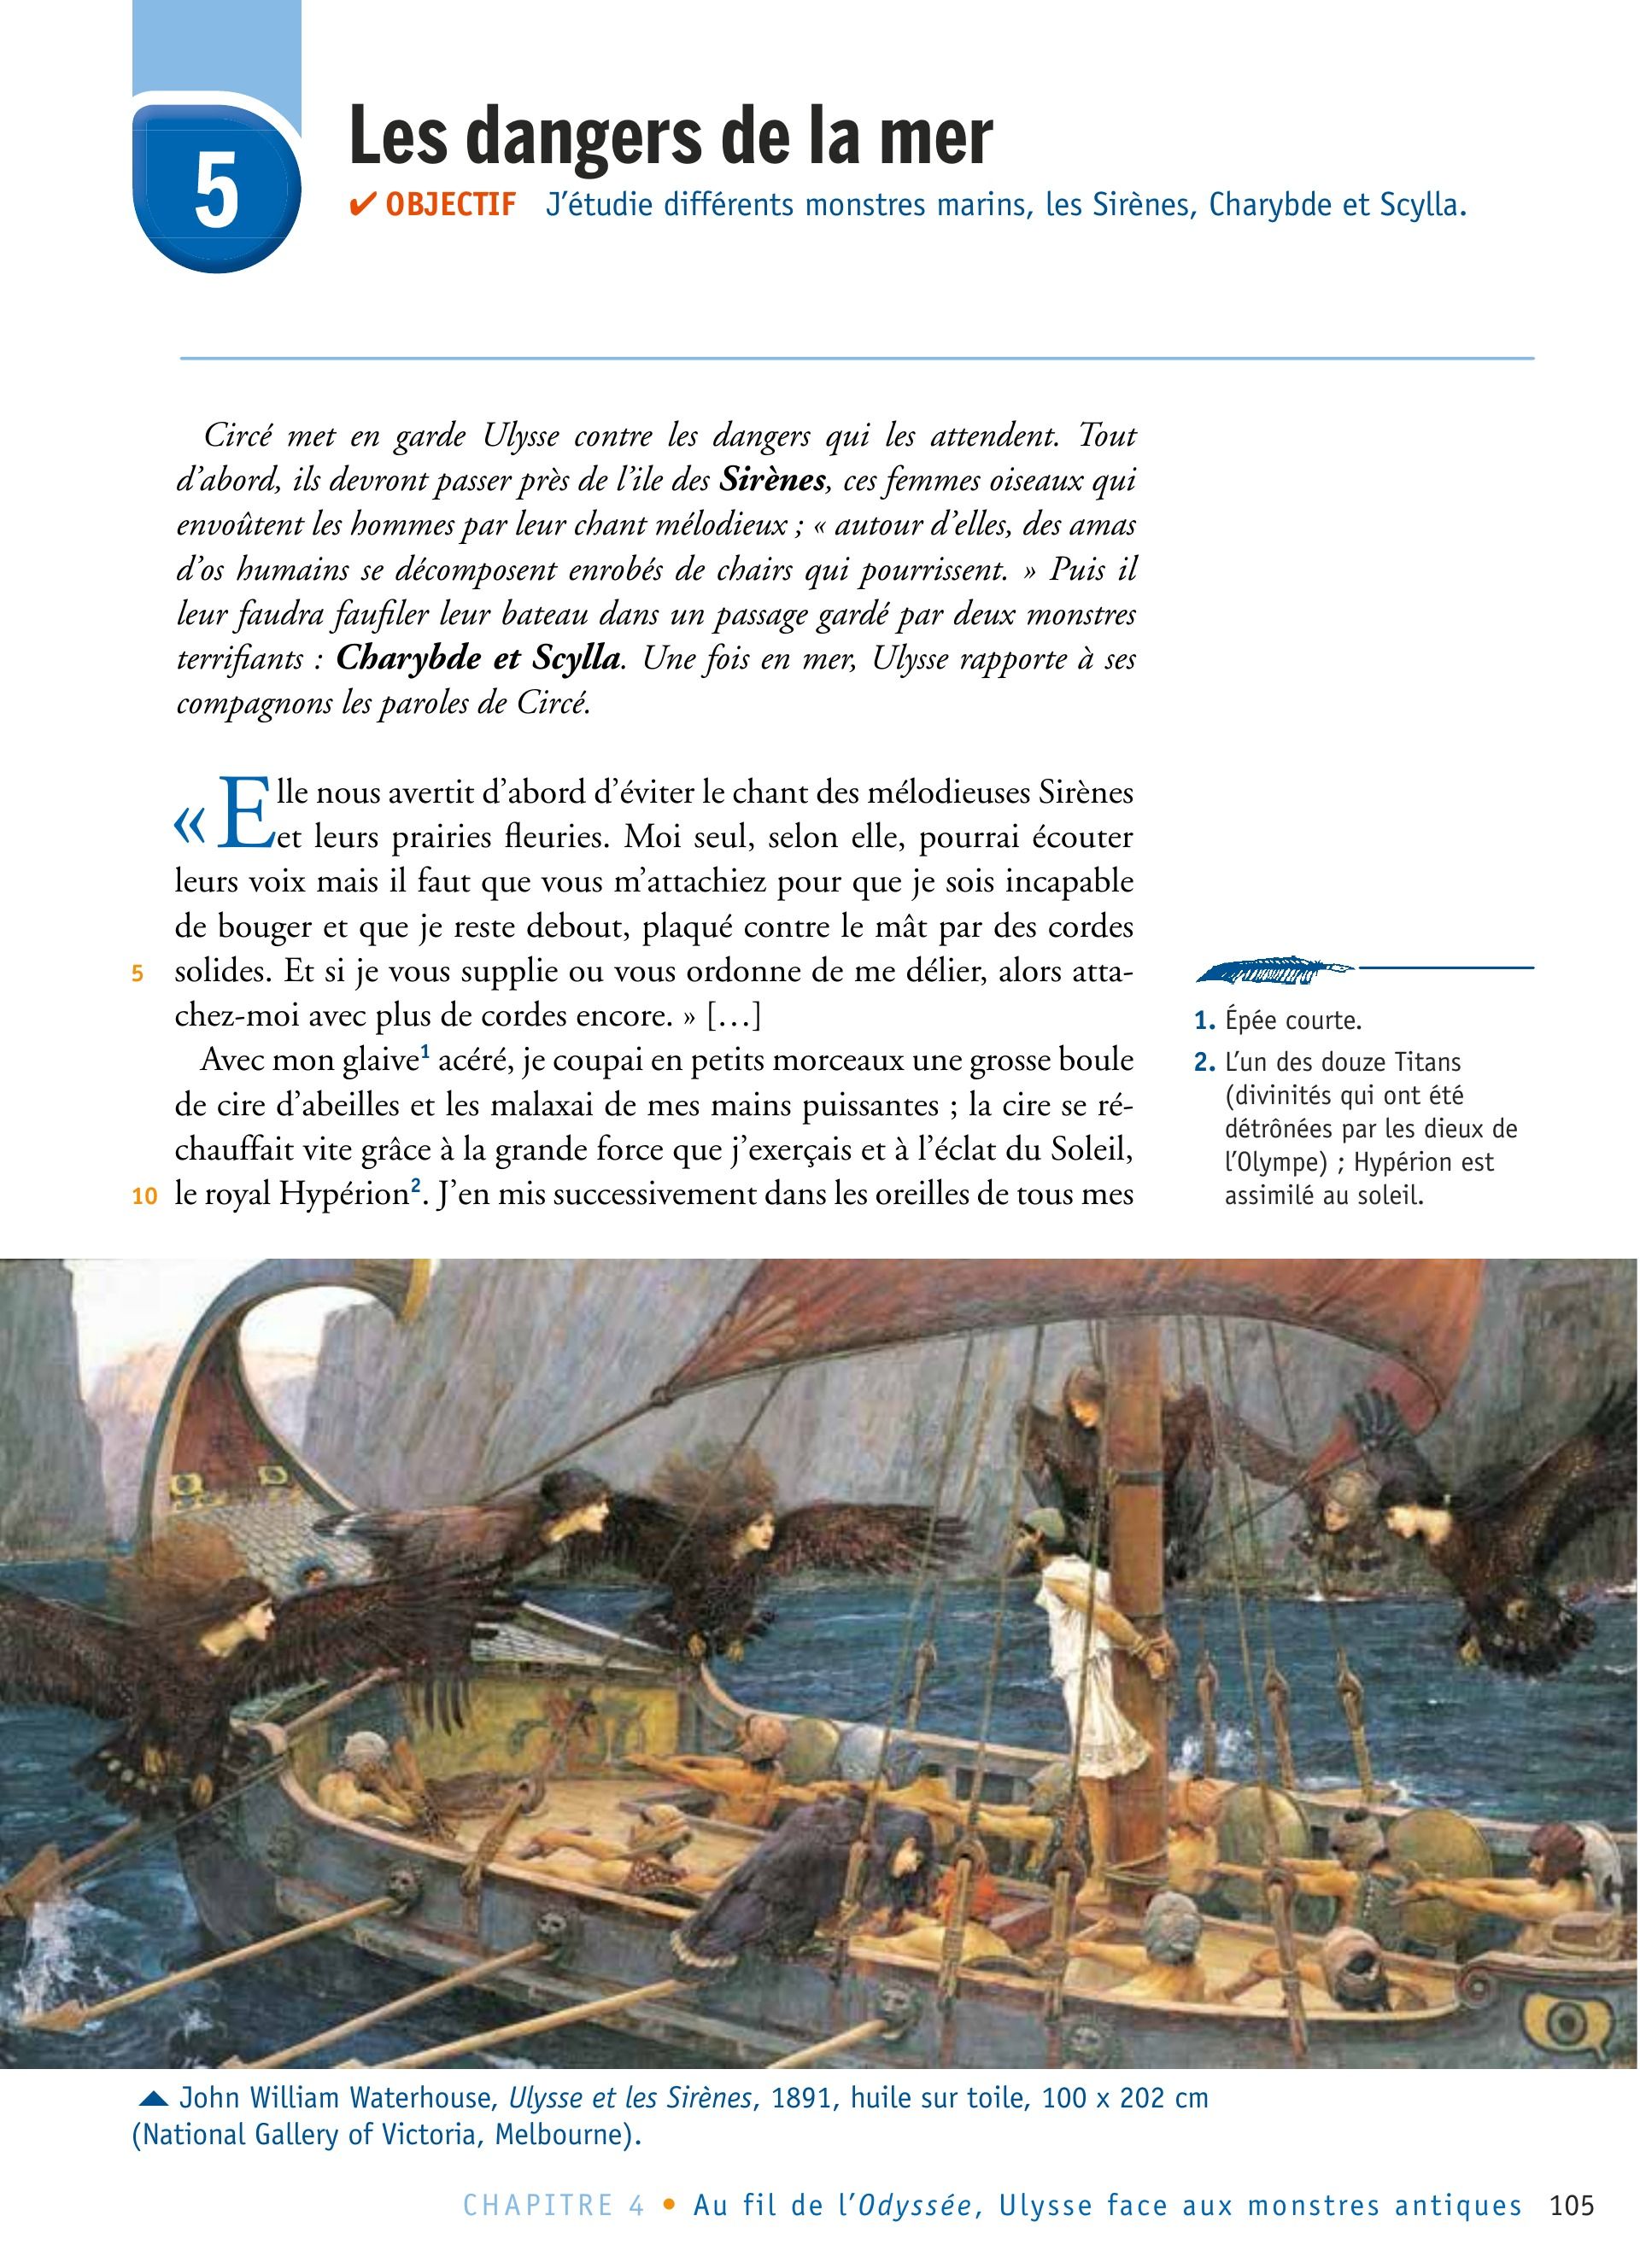 5
Les dangers de la mer
✔ OBJECTIF J'étudie différents monstres marins, les Sirènes, Charybde et Scylla.
Circé met en garde Ulysse contre les dangers qui les attendent. Tout
d'abord, ils devront passer près de l'ile des Sirènes, ces femmes oiseaux qui
envoûtent les hommes par leur chant mélodieux ; « autour d'elles, des amas
d'os humains se décomposent enrobés de chairs qui pourrissent. » Puis il
leur faudra faufiler leur bateau dans un passage gardé par deux monstres
terrifiants : Charybde et Scylla. Une fois en mer, Ulysse rapporte à ses
compagnons les paroles de Circé.
« Elle nous avertit d'abord d'éviter le chant des mélodieuses Sirènes
et leurs prairies fleuries. Moi seul, selon elle, pourrai écouter
leurs voix mais il faut que vous m'attachiez pour que je sois incapable
de bouger et que je reste debout, plaqué contre le mât par des cordes
5 solides. Et si je vous supplie ou vous ordonne de me délier, alors atta-
chez-moi avec plus de cordes encore. » […]
Avec mon glaive1 acéré, je coupai en petits morceaux une grosse boule
de cire d'abeilles et les malaxai de mes mains puissantes ; la cire se ré-
chauffait vite grâce à la grande force que j'exerçais et à l'éclat du Soleil,
10 le royal Hypérion2. J'en mis successivement dans les oreilles de tous mes
1. Épée courte.
2. L'un des douze Titans
(divinités qui ont été
détrônées par les dieux de
l'Olympe) ; Hypérion est
assimilé au soleil.
John William Waterhouse, Ulysse et les Sirènes, 1891, huile sur toile, 100 x 202 cm
(National Gallery of Victoria, Melbourne).
CHAPITRE 4 • Au fil de l'Odyssée, Ulysse face aux monstres antiques 105